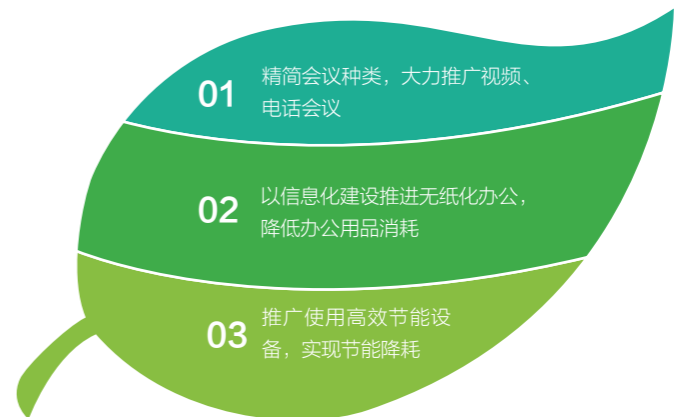 01
精简会议种类，大力推广视频、
电话会议
02
以信息化建设推进无纸化办公，
降低办公用品消耗
03
推广使用高效节能设
备，实现节能降耗